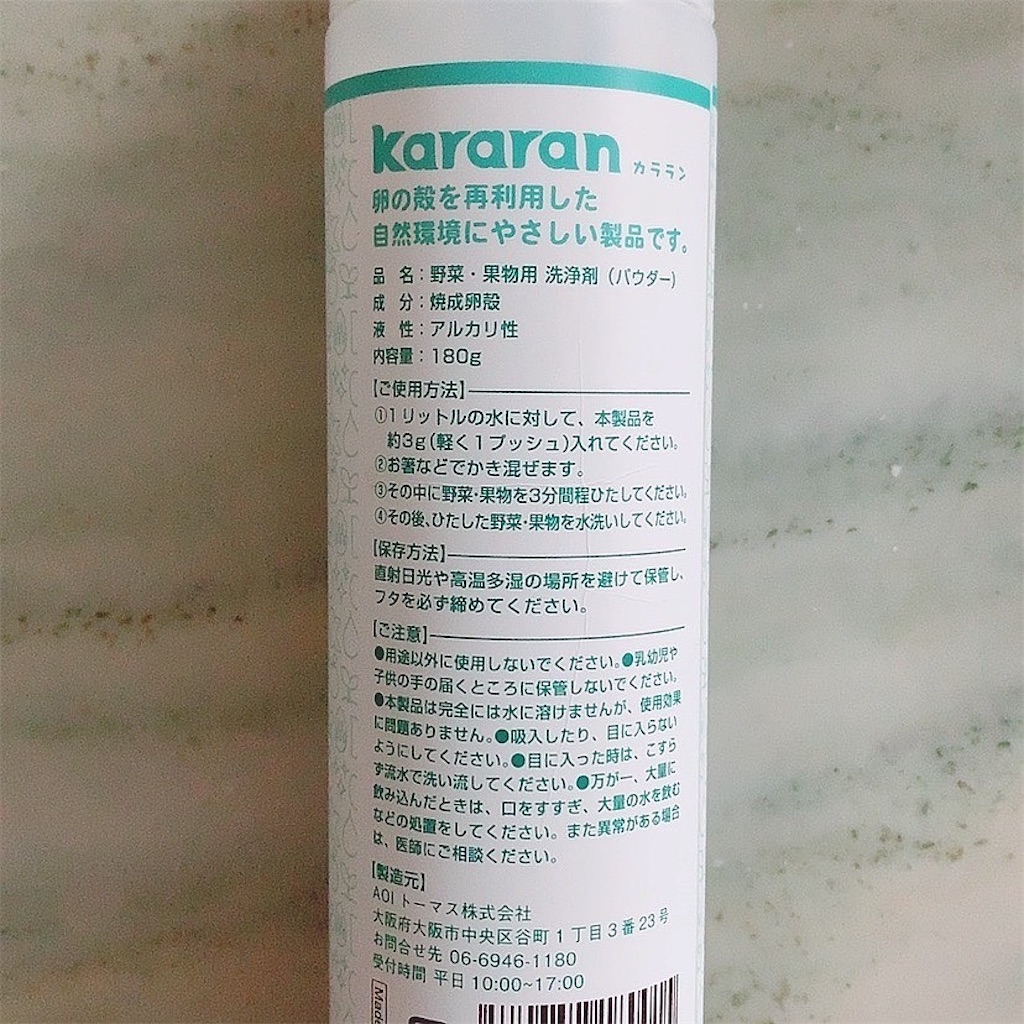 kararan カララン
卵の殻を再利用した
自然環境にやさしい製品です。
品 名：野菜・果物用 洗浄剤（パウダー）
成 分：焼成卵殻
液 性：アルカリ性
内容量：180g
【ご使用方法】
①1リットルの水に対して、本製品を
約3g(軽く1プッシュ)入れてください。
②お箸などでかき混ぜます。
③その中に野菜・果物を3分間程ひたしてください。
④その後、ひたした野菜・果物を水洗いしてください。
【保存方法】
直射日光や高温多湿の場所を避けて保管し、
フタを必ず締めてください。
【ご注意】
●用途以外に使用しないでください。●乳幼児や
子供の手の届くところに保管しないでください。
●本製品は完全には水に溶けませんが、使用効果
に問題ありません。●吸入したり、目に入らない
ようにしてください。●目に入った時は、こすら
ず流水で洗い流してください。●万が一、大量に
飲み込んだときは、口をすすぎ、大量の水を飲む
などの処置をしてください。また異常がある場合
は、医師にご相談ください。
【製造元】
AOIトーマス株式会社
大阪府大阪市中央区谷町1丁目3番23号
お問合せ先 06-6946-1180
受付時間 平日 10:00~17:00
Made